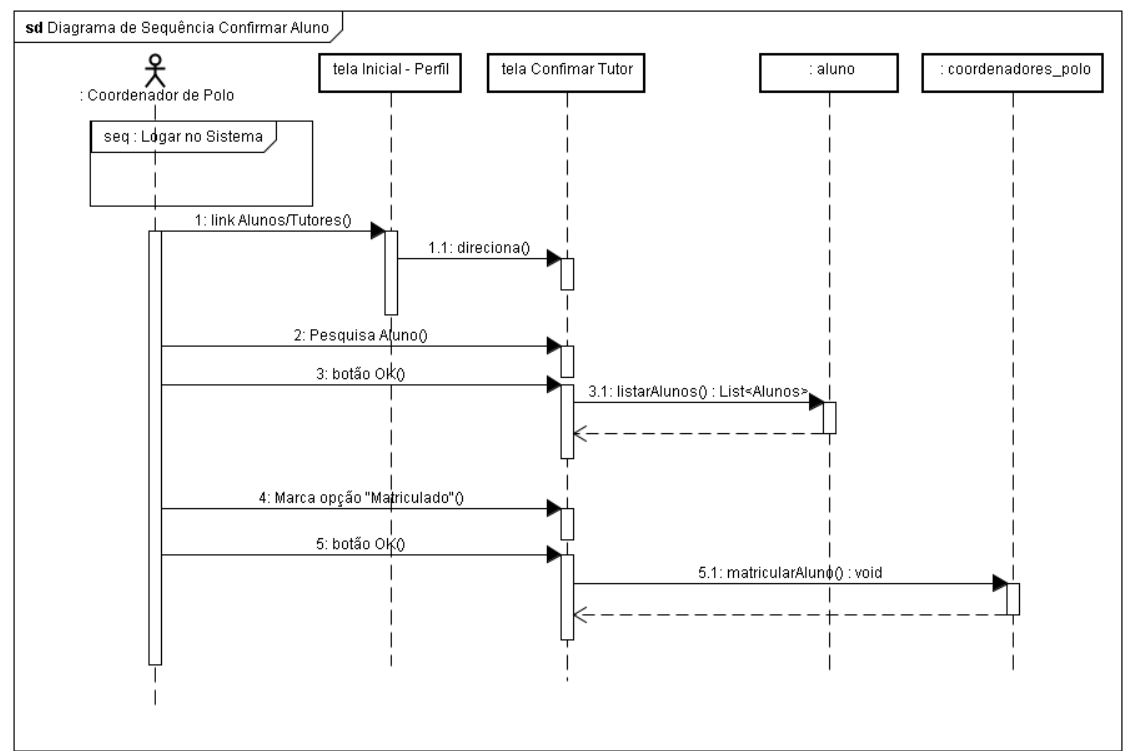 sd Diagrama de Sequência Confirmar Aluno
: Coordenador de Polo
tela Inicial - Perfil
tela Confimar Tutor
: aluno
: coordenadores_polo
seq : Logar no Sistema
1: link Alunos/Tutores()
1.1: direciona()
2: Pesquisa Aluno()
3: botão OK()
3.1: listarAlunos() : List<Alunos>
4: Marca opção "Matriculado"()
5: botão OK()
5.1: matricularAluno() : void